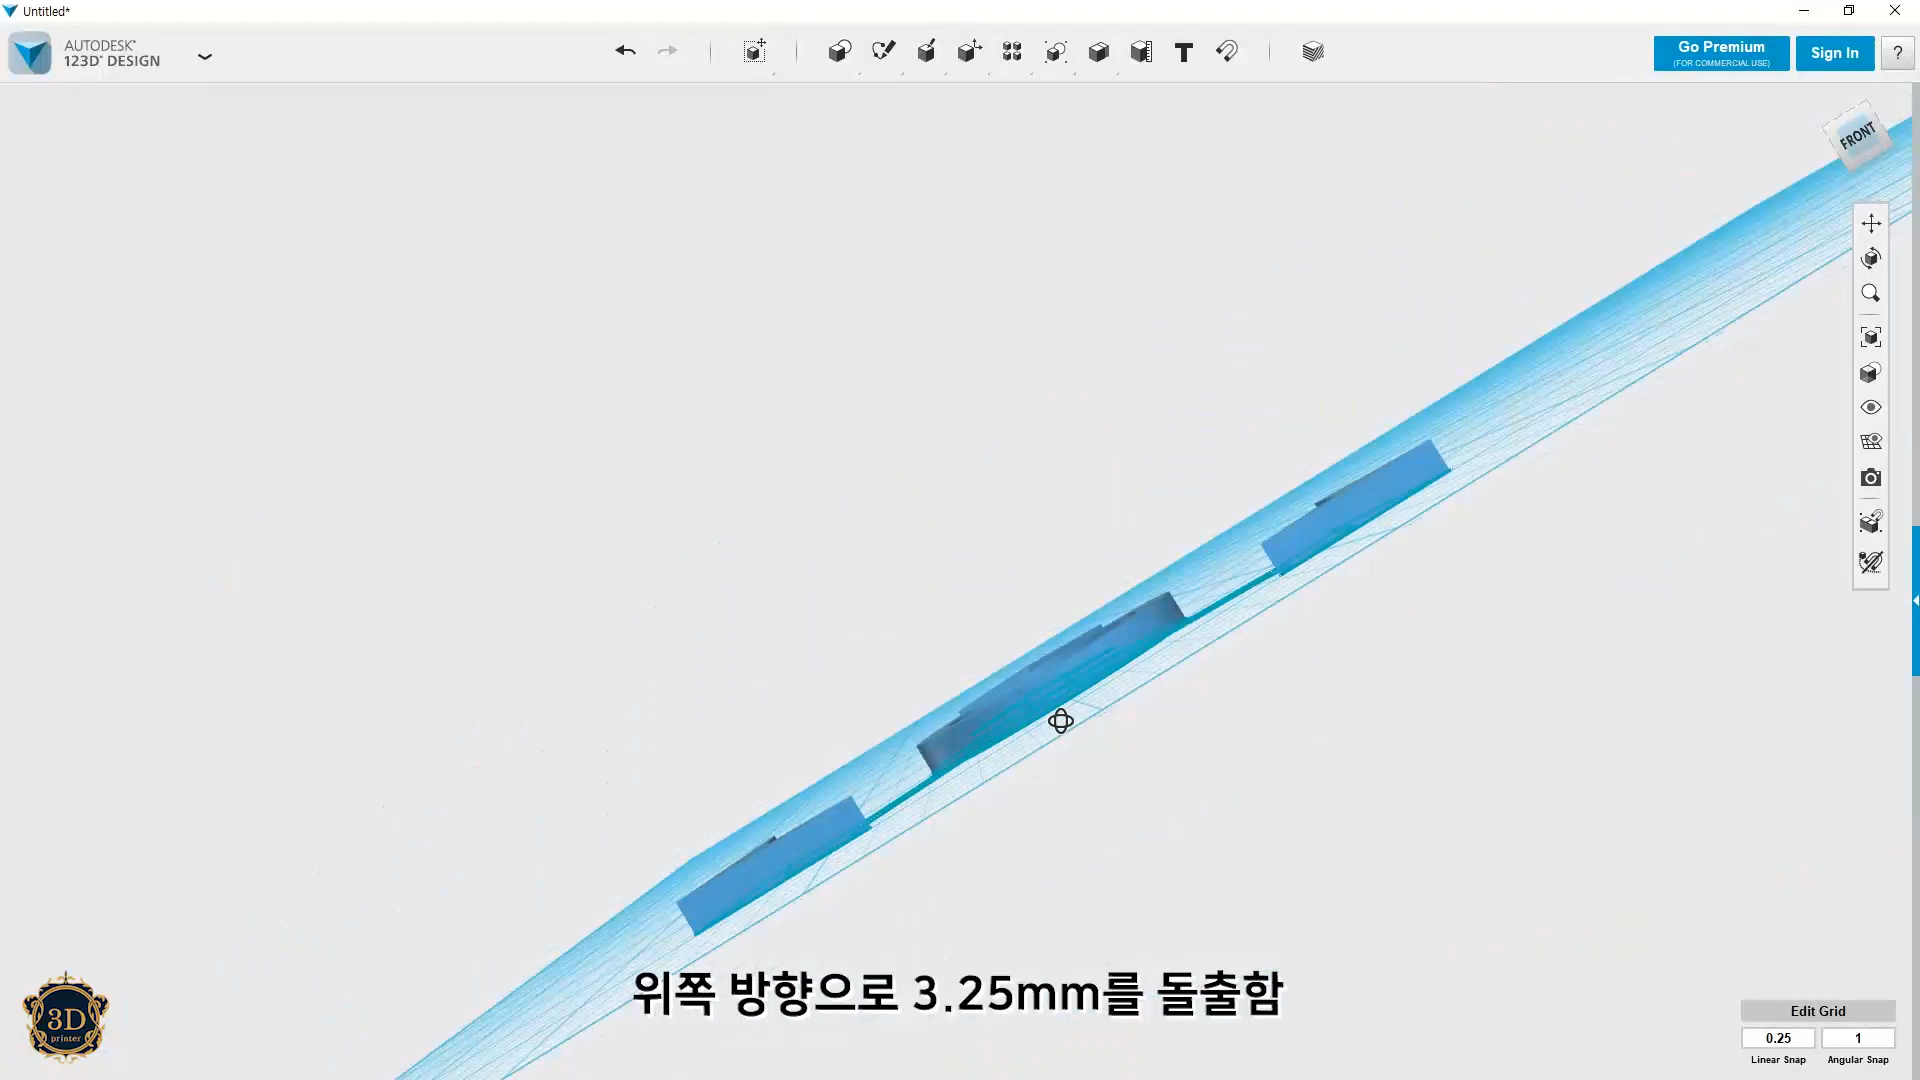 Untitled*
AUTODESK®
123D® DESIGN
T
Go Premium
(FOR COMMERCIAL USE)
Sign In
?
FRONT
위쪽 방향으로 3.25mm를 돌출함
3D
printer
Edit Grid
0.25
1
Linear Snap
Angular Snap